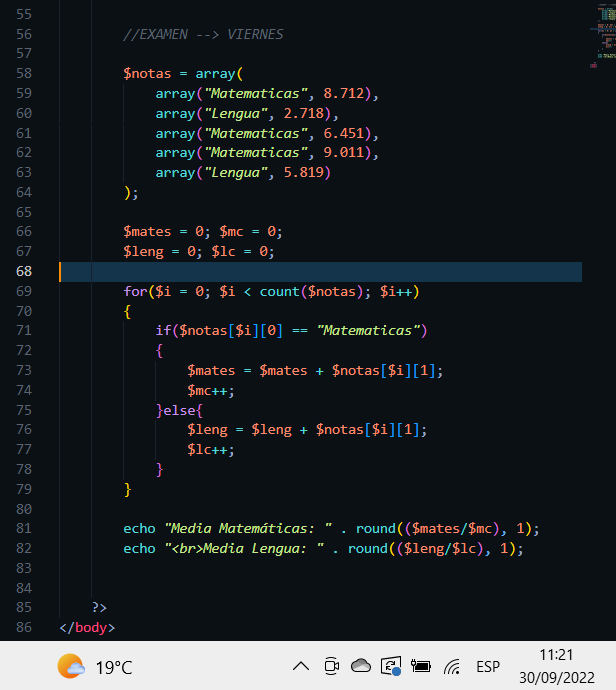 55
56 //EXAMEN --> VIERNES
57
58 $notas = array(
59 array("Matematicas", 8.712),
60 array("Lengua", 2.718),
61 array("Matematicas", 6.451),
62 array("Matematicas", 9.011),
63 array("Lengua", 5.819)
64 );
65
66 $mates = 0; $mc = 0;
67 $leng = 0; $lc = 0;
68
69 for($i = 0; $i < count($notas); $i++)
70 {
71 if($notas[$i][0] == "Matematicas")
72 {
73 $mates = $mates + $notas[$i][1];
74 $mc++;
75 }else{
76 $leng = $leng + $notas[$i][1];
77 $lc++;
78 }
79 }
80
81 echo "Media Matemáticas: " . round(($mates/$mc), 1);
82 echo "<br>Media Lengua: " . round(($leng/$lc), 1);
83
84
85 ?>
86 </body>
19°C
ESP
11:21
30/09/2022